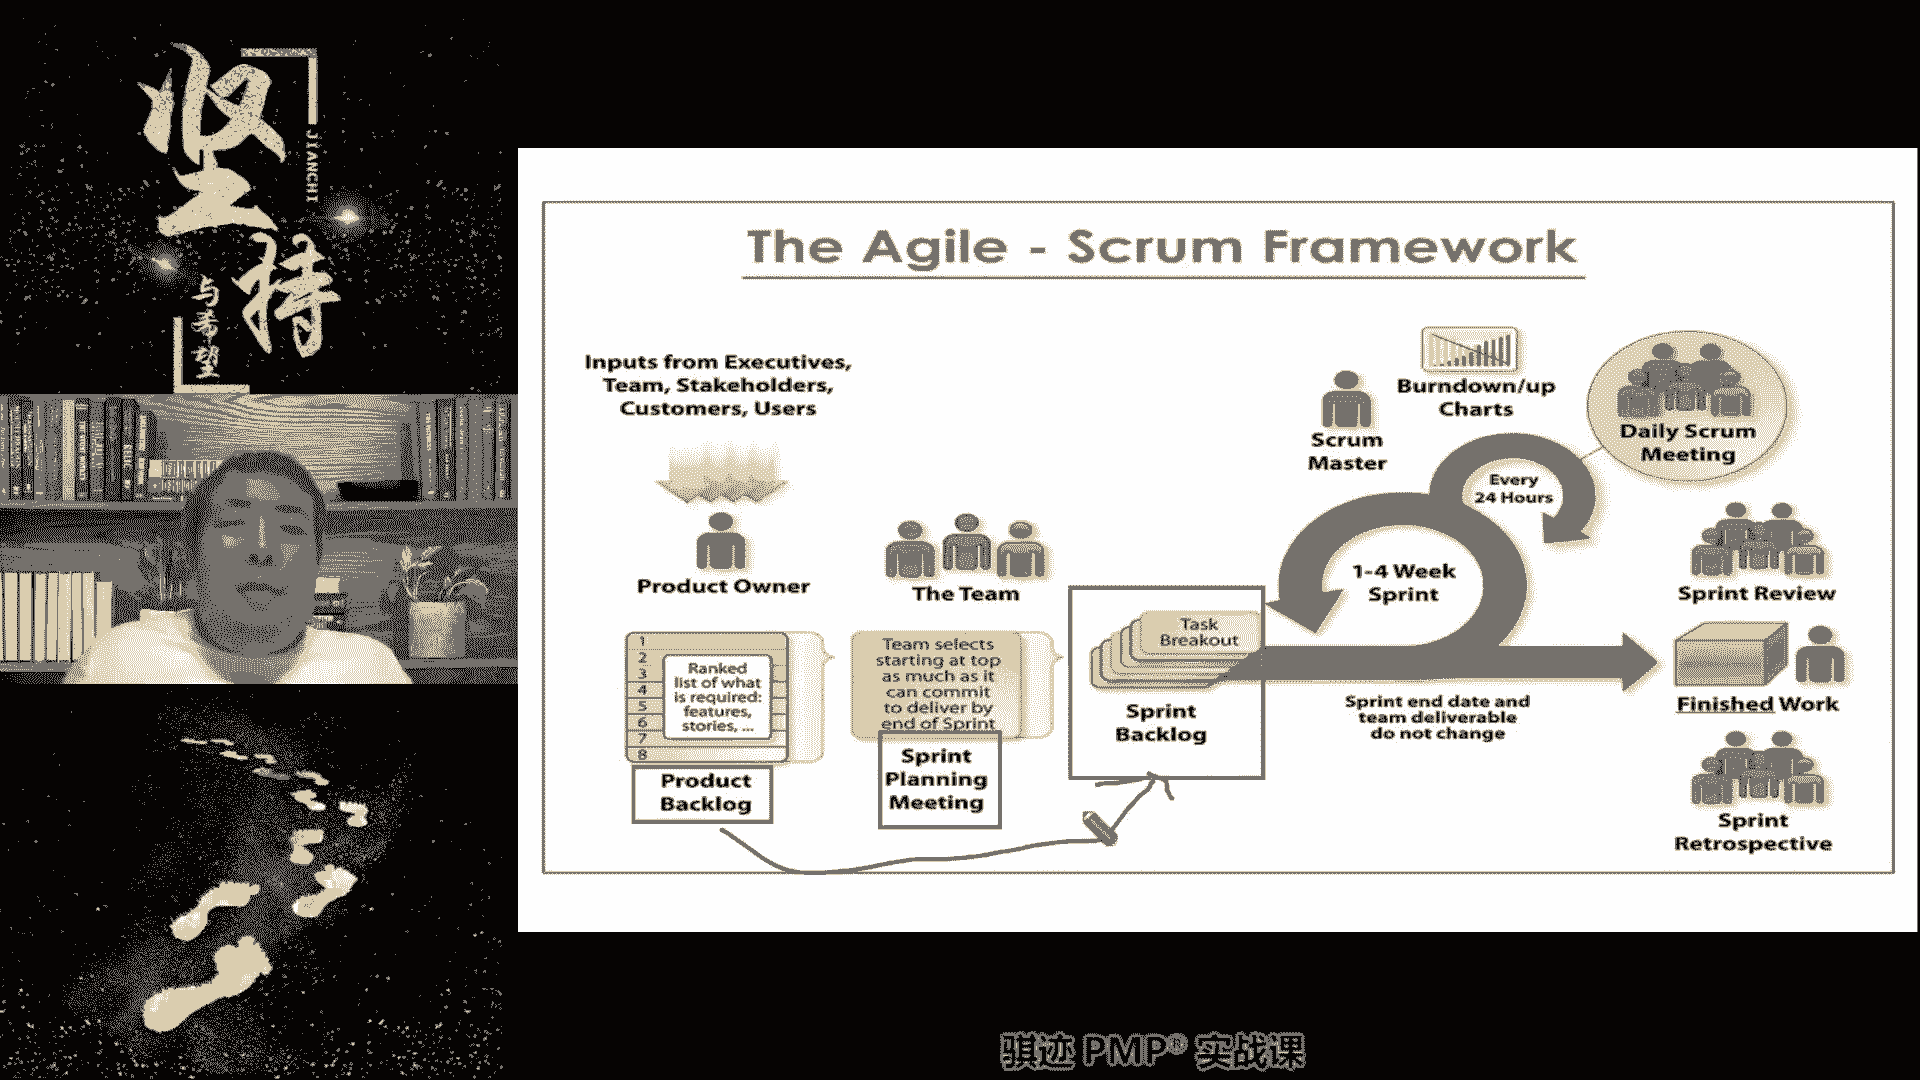 坚持
JIANCHI
与希望
The Agile - Scrum Framework
Inputs from Executives,
Team, Stakeholders,
Customers, Users
Product Owner
The Team
1
2
3
4
5
6
7
8
Ranked
list of what
is required:
features,
stories, ...
Product
Backlog
Team selects
starting at top
as much as it
can commit
to deliver by
end of Sprint
Sprint
Planning
Meeting
Task
Breakout
Sprint
Backlog
Scrum
Master
Burndown/up
Charts
Daily Scrum
Meeting
Every
24 Hours
1-4 Week
Sprint
Sprint end date and
team deliverable
do not change
Sprint Review
Finished Work
Sprint
Retrospective
骐迹 PMP® 实战课